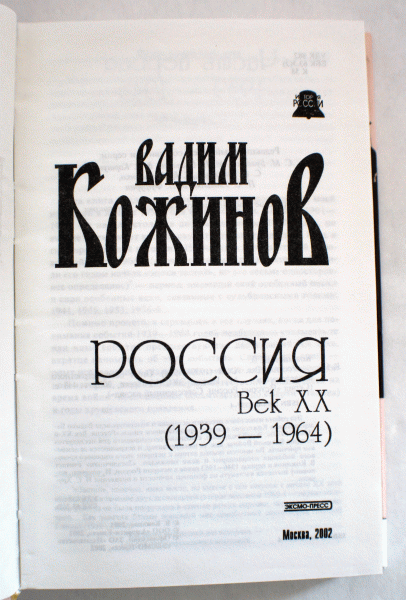 ВАДИМ
КОЖИНОВ
РОССИЯ
Век XX
(1939 — 1964)
ЭКСМО-ПРЕСС
Москва, 2002